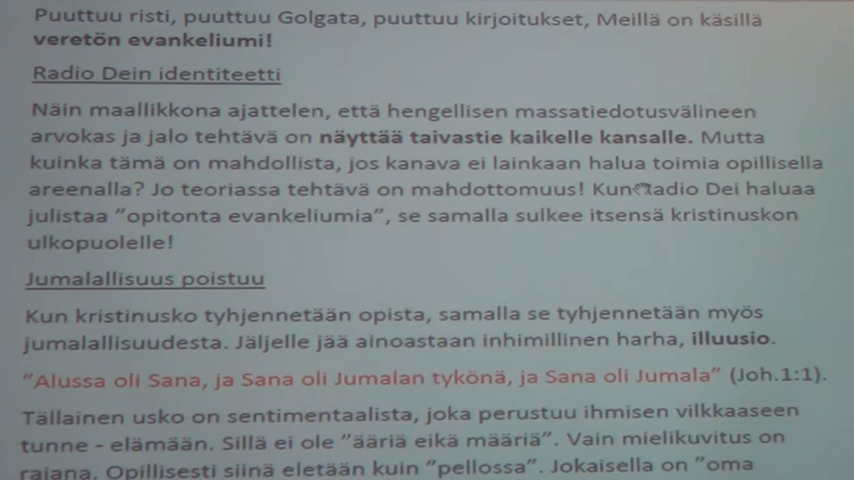 Puuttuu risti, puuttuu Golgata, puuttuu kirjoitukset, Meillä on käsillä
veretön evankeliumi!
Radio Dein identiteetti
Näin maallikkona ajattelen, että hengellisen massatiedotusvälineen
arvokas ja jalo tehtävä on näyttää taivastie kaikelle kansalle. Mutta
kuinka tämä on mahdollista, jos kanava ei lainkaan halua toimia opillisella
areenalla? Jo teoriassa tehtävä on mahdottomuus! Kun Radio Dei haluaa
julistaa ”opitonta evankeliumia”, se samalla sulkee itsensä kristinuskon
ulkopuolelle!
Jumalallisuus poistuu
Kun kristinusko tyhjennetään opista, samalla se tyhjennetään myös
jumalallisuudesta. Jäljelle jää ainoastaan inhimillinen harha, illuusio.
”Alussa oli Sana, ja Sana oli Jumalan tykönä, ja Sana oli Jumala” (Joh.1:1).
Tällainen usko on sentimentaalista, joka perustuu ihmisen vilkkaaseen
tunne - elämään. Sillä ei ole ”ääriä eikä määriä”. Vain mielikuvitus on
rajana. Opillisesti siinä eletään kuin ”pellossa”. Jokaisella on ”oma